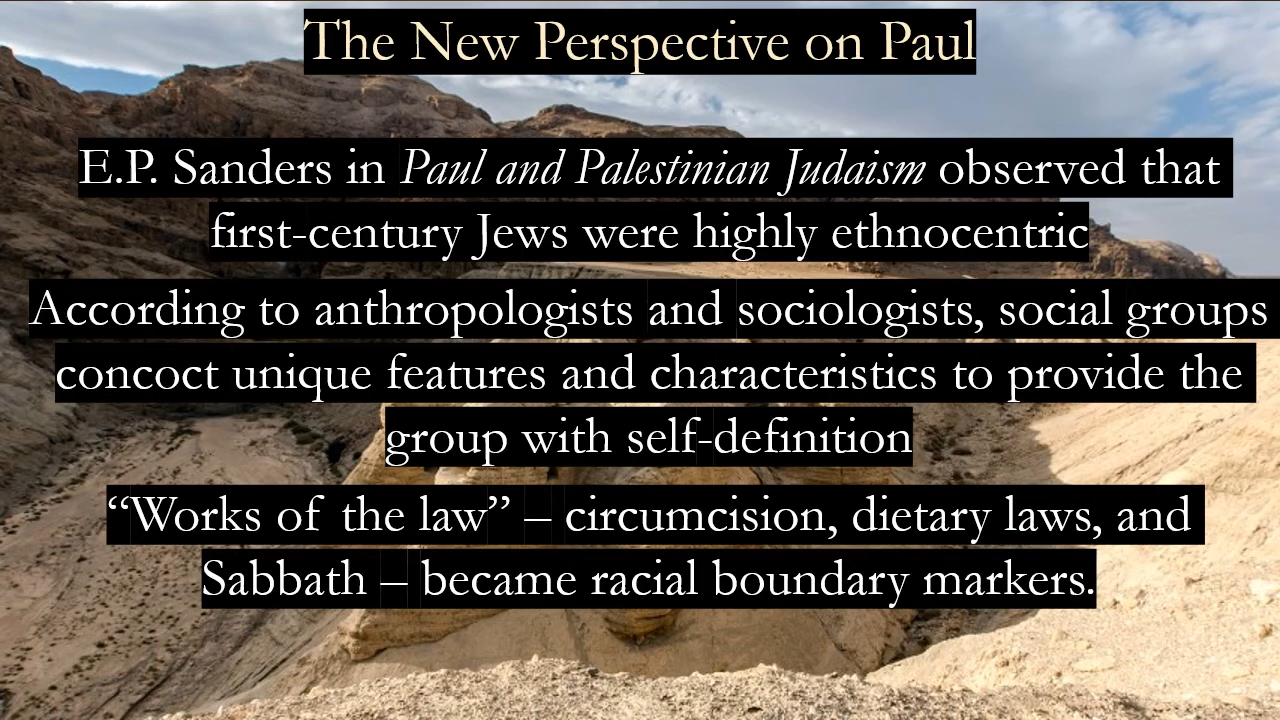 The New Perspective on Paul
E.P. Sanders in Paul and Palestinian Judaism observed that
first-century Jews were highly ethnocentric
According to anthropologists and sociologists, social groups
concoct unique features and characteristics to provide the
group with self-definition
“Works of the law” – circumcision, dietary laws, and
Sabbath – became racial boundary markers.